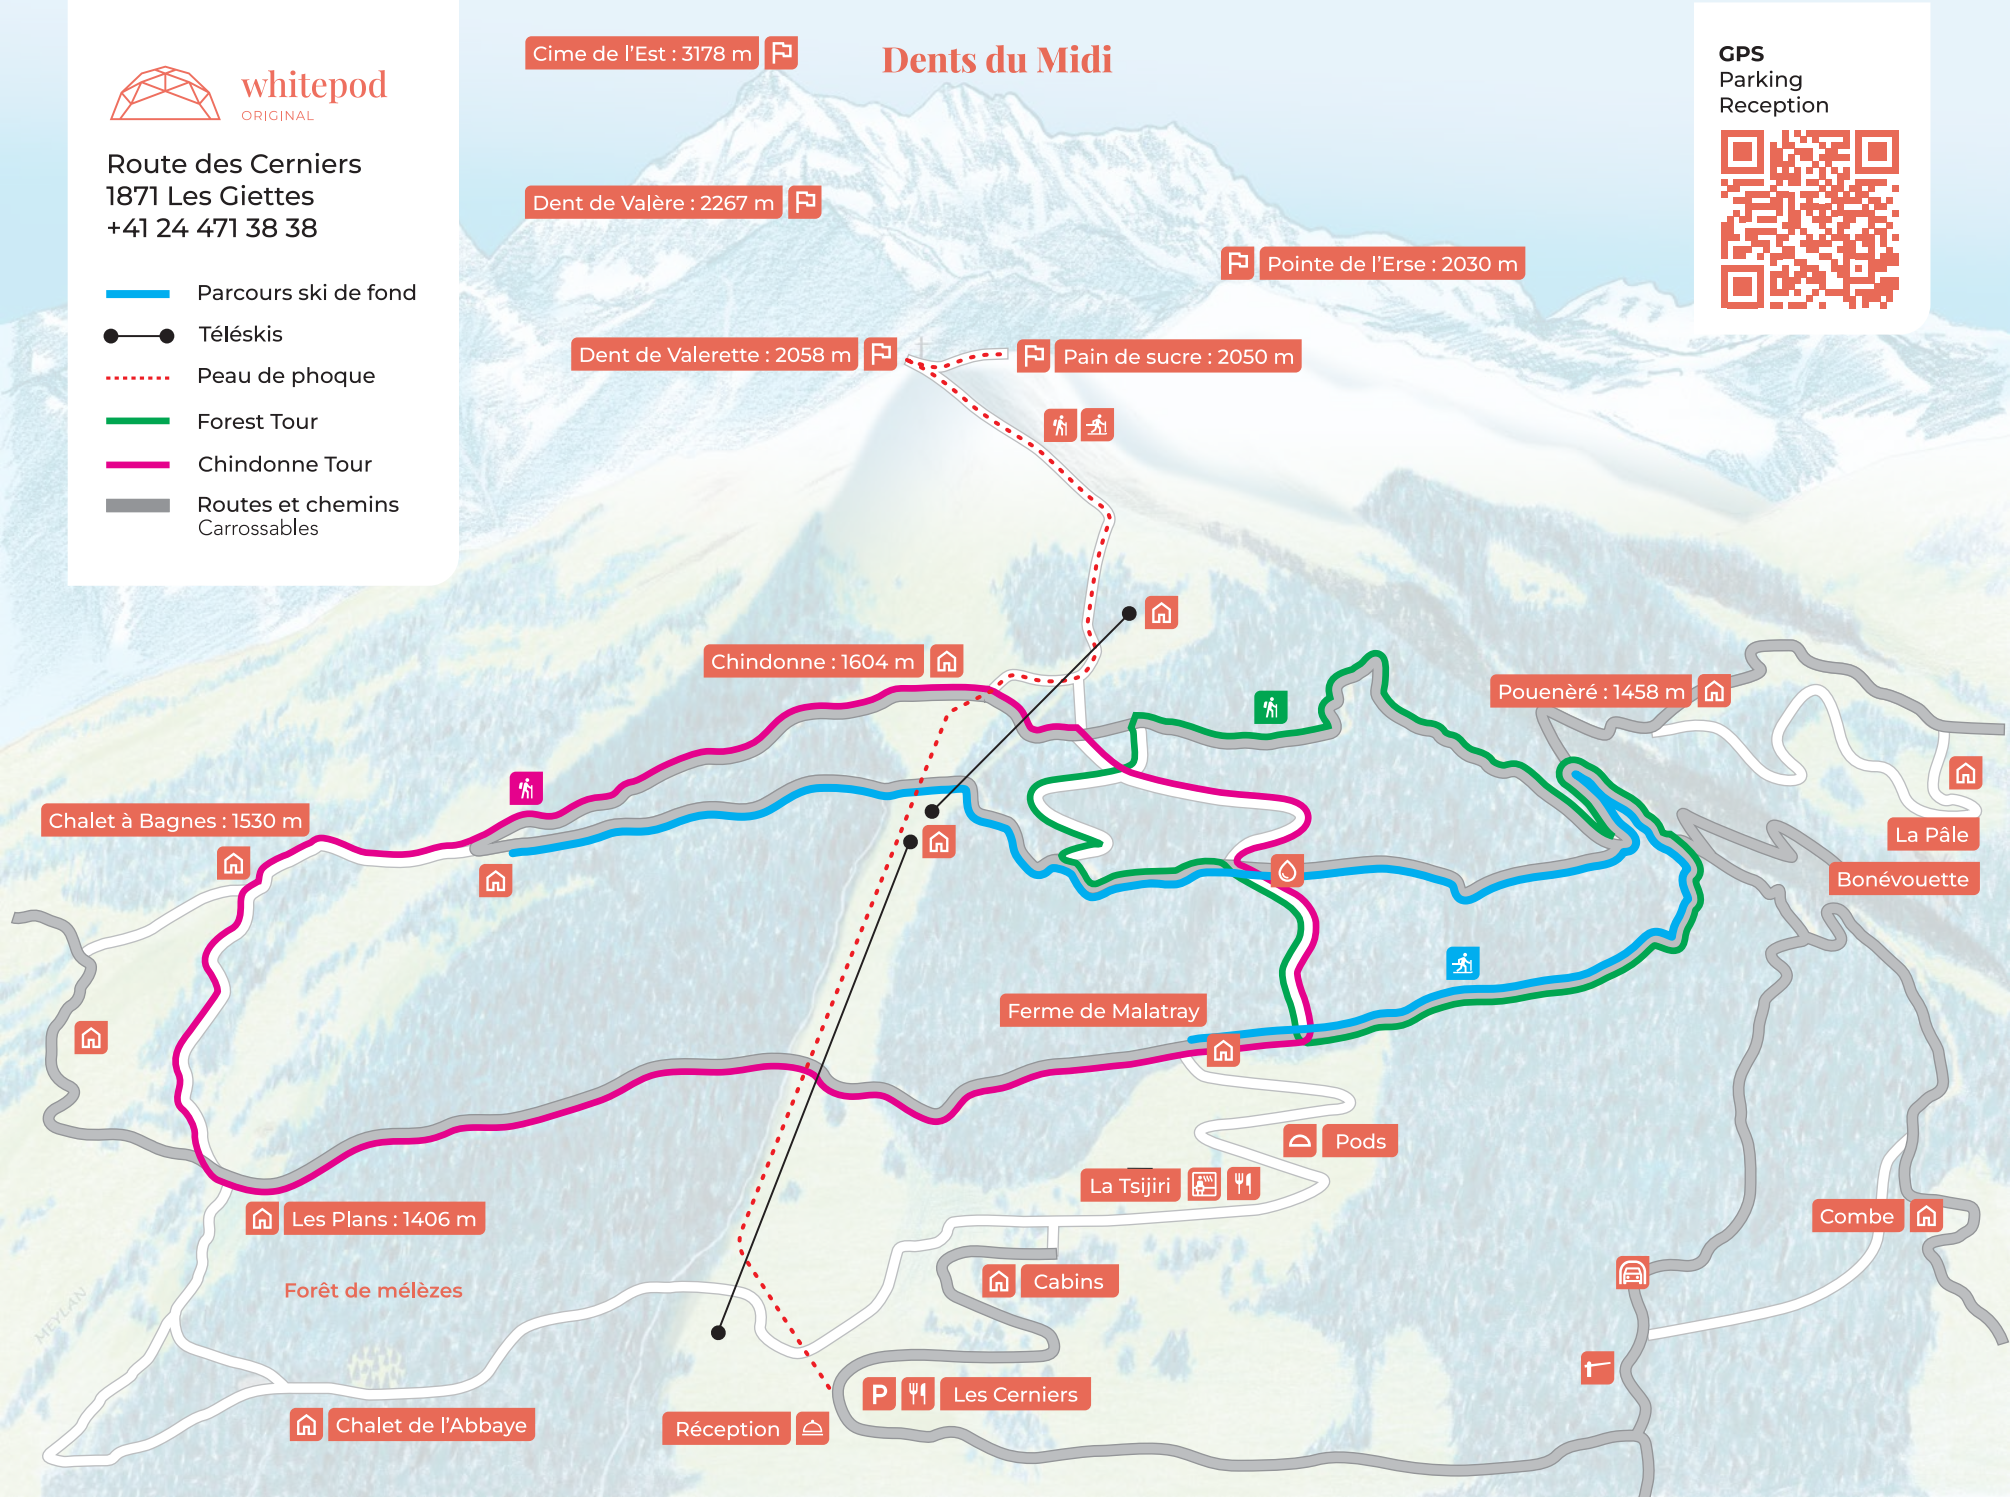 whitepod
ORIGINAL
Route des Cerniers
1871 Les Giettes
+41 24 471 38 38
Parcours ski de fond
Téléskis
Peau de phoque
Forest Tour
Chindonne Tour
Routes et chemins
Carrossables
Cime de l'Est : 3178 m
Dents du Midi
GPS
Parking
Reception
Dent de Valère : 2267 m
Pointe de l'Erse : 2030 m
Dent de Valerette : 2058 m
Pain de sucre : 2050 m
Chindonne : 1604 m
Pouenèré : 1458 m
Chalet à Bagnes : 1530 m
La Pâle
Bonévouette
Ferme de Malatray
Pods
La Tsijiri
Les Plans : 1406 m
Combe
Cabins
Forêt de mélèzes
MEYLAN
P
Les Cerniers
Chalet de l'Abbaye
Réception